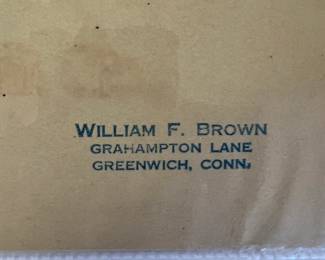 WILLIAM F. BROWN
GRAHAMPTON LANE
GREENWICH, CONN.